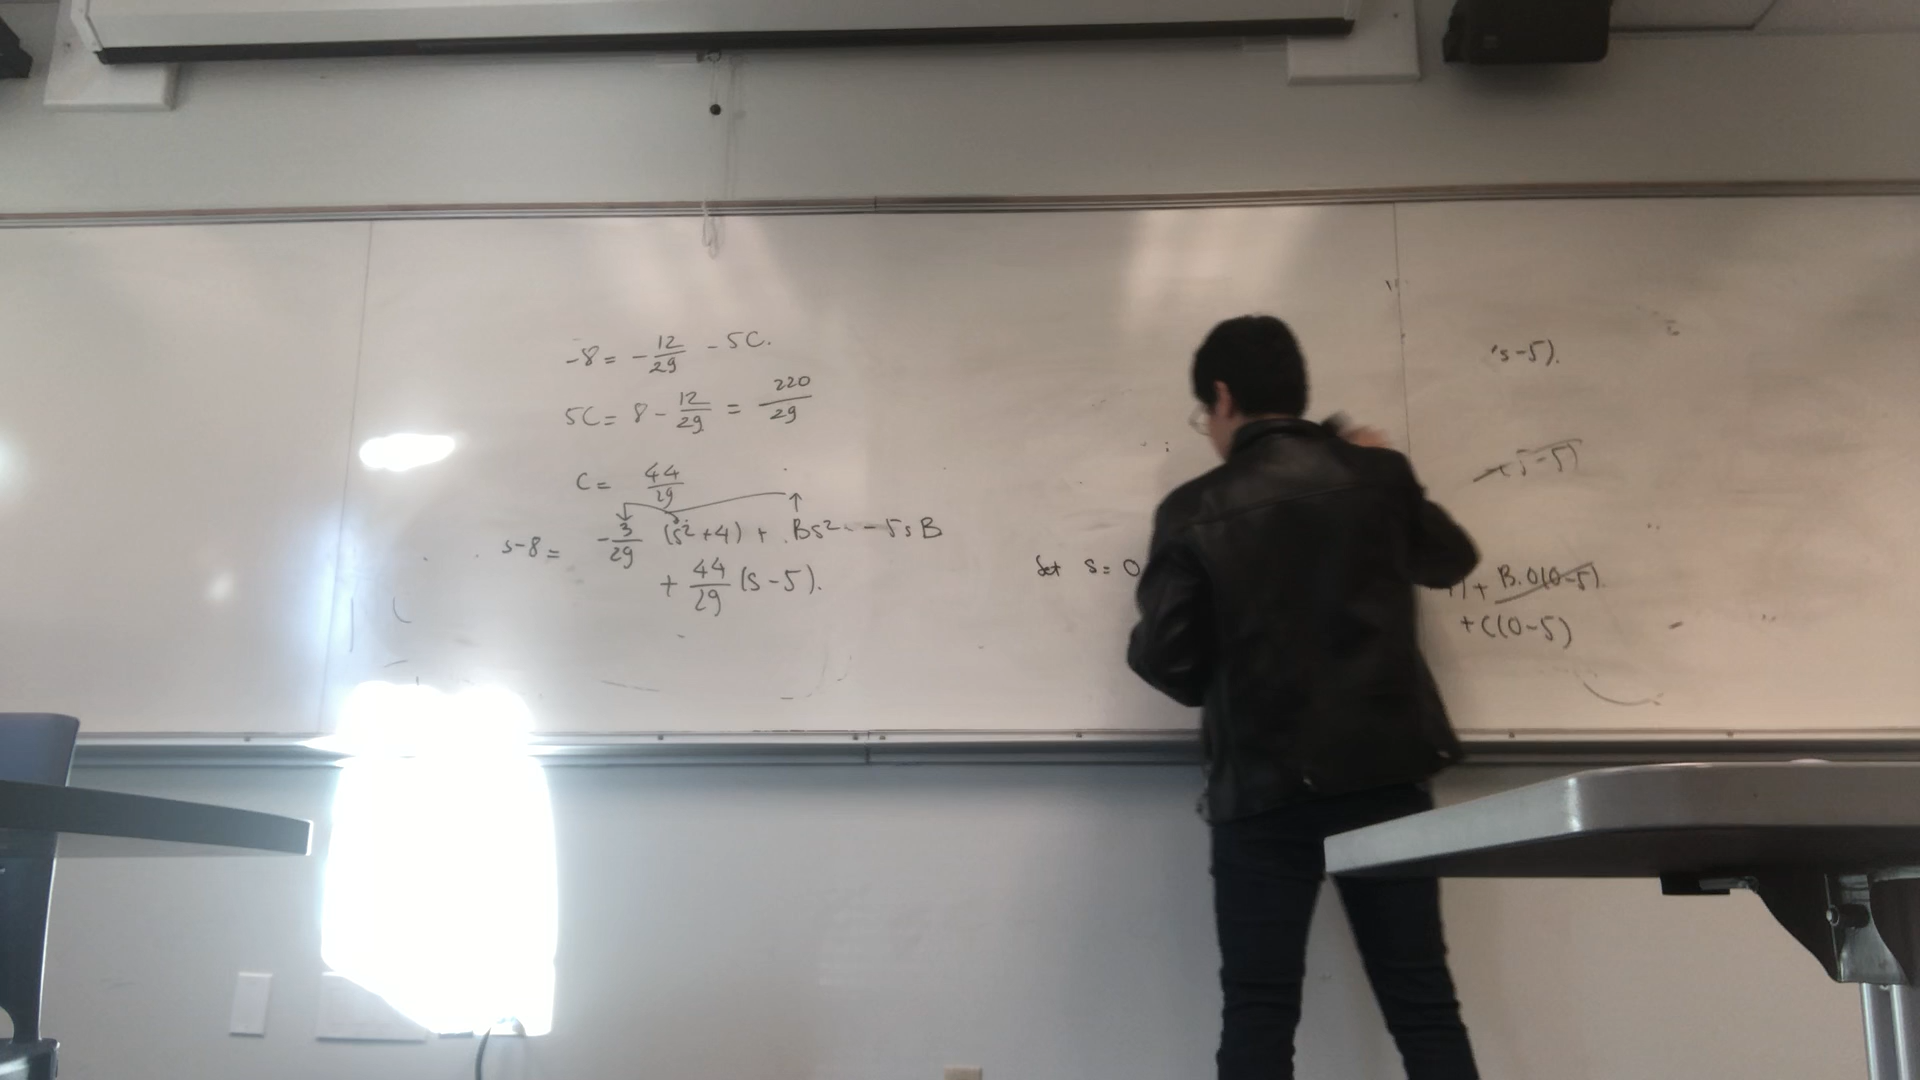 -8 = -12/29 - 5C.
5C = 8 - 12/29 = 220/29
C = 44/29
s-8 = -3/29 (s²+4) + Bs² - 5sB
+ 44/29 (s-5).
Set s = 0
s-5).
(s-5)
) + B.0(0-5)
+ C(0-5)